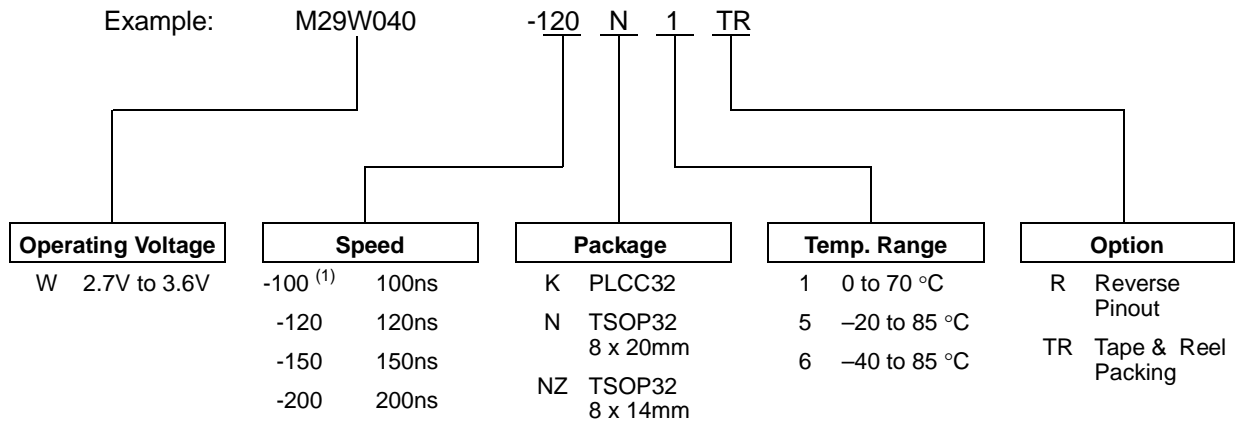 Example: M29W040 -120 N 1 TR
Operating Voltage
W 2.7V to 3.6V
Speed
-100 (1) 100ns
-120 120ns
-150 150ns
-200 200ns
Package
K PLCC32
N TSOP32
8 x 20mm
NZ TSOP32
8 x 14mm
Temp. Range
1 0 to 70 °C
5 –20 to 85 °C
6 –40 to 85 °C
Option
R Reverse
Pinout
TR Tape & Reel
Packing